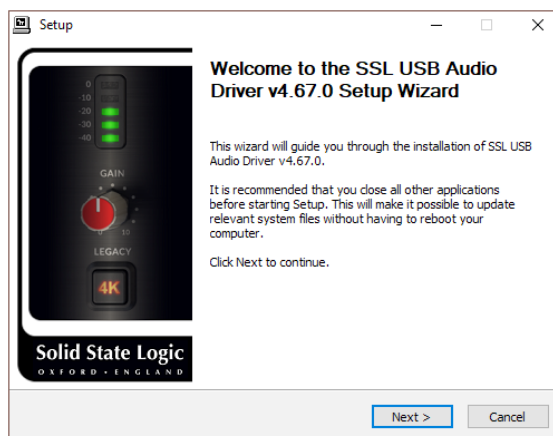 Setup
Welcome to the SSL USB Audio
Driver v4.67.0 Setup Wizard
This wizard will guide you through the installation of SSL USB
Audio Driver v4.67.0.
It is recommended that you close all other applications
before starting Setup. This will make it possible to update
relevant system files without having to reboot your
computer.
Click Next to continue.
0
-10
-20
-30
-40
GAIN
0 10
LEGACY
4K
Solid State Logic
OXFORD • ENGLAND
Next >
Cancel